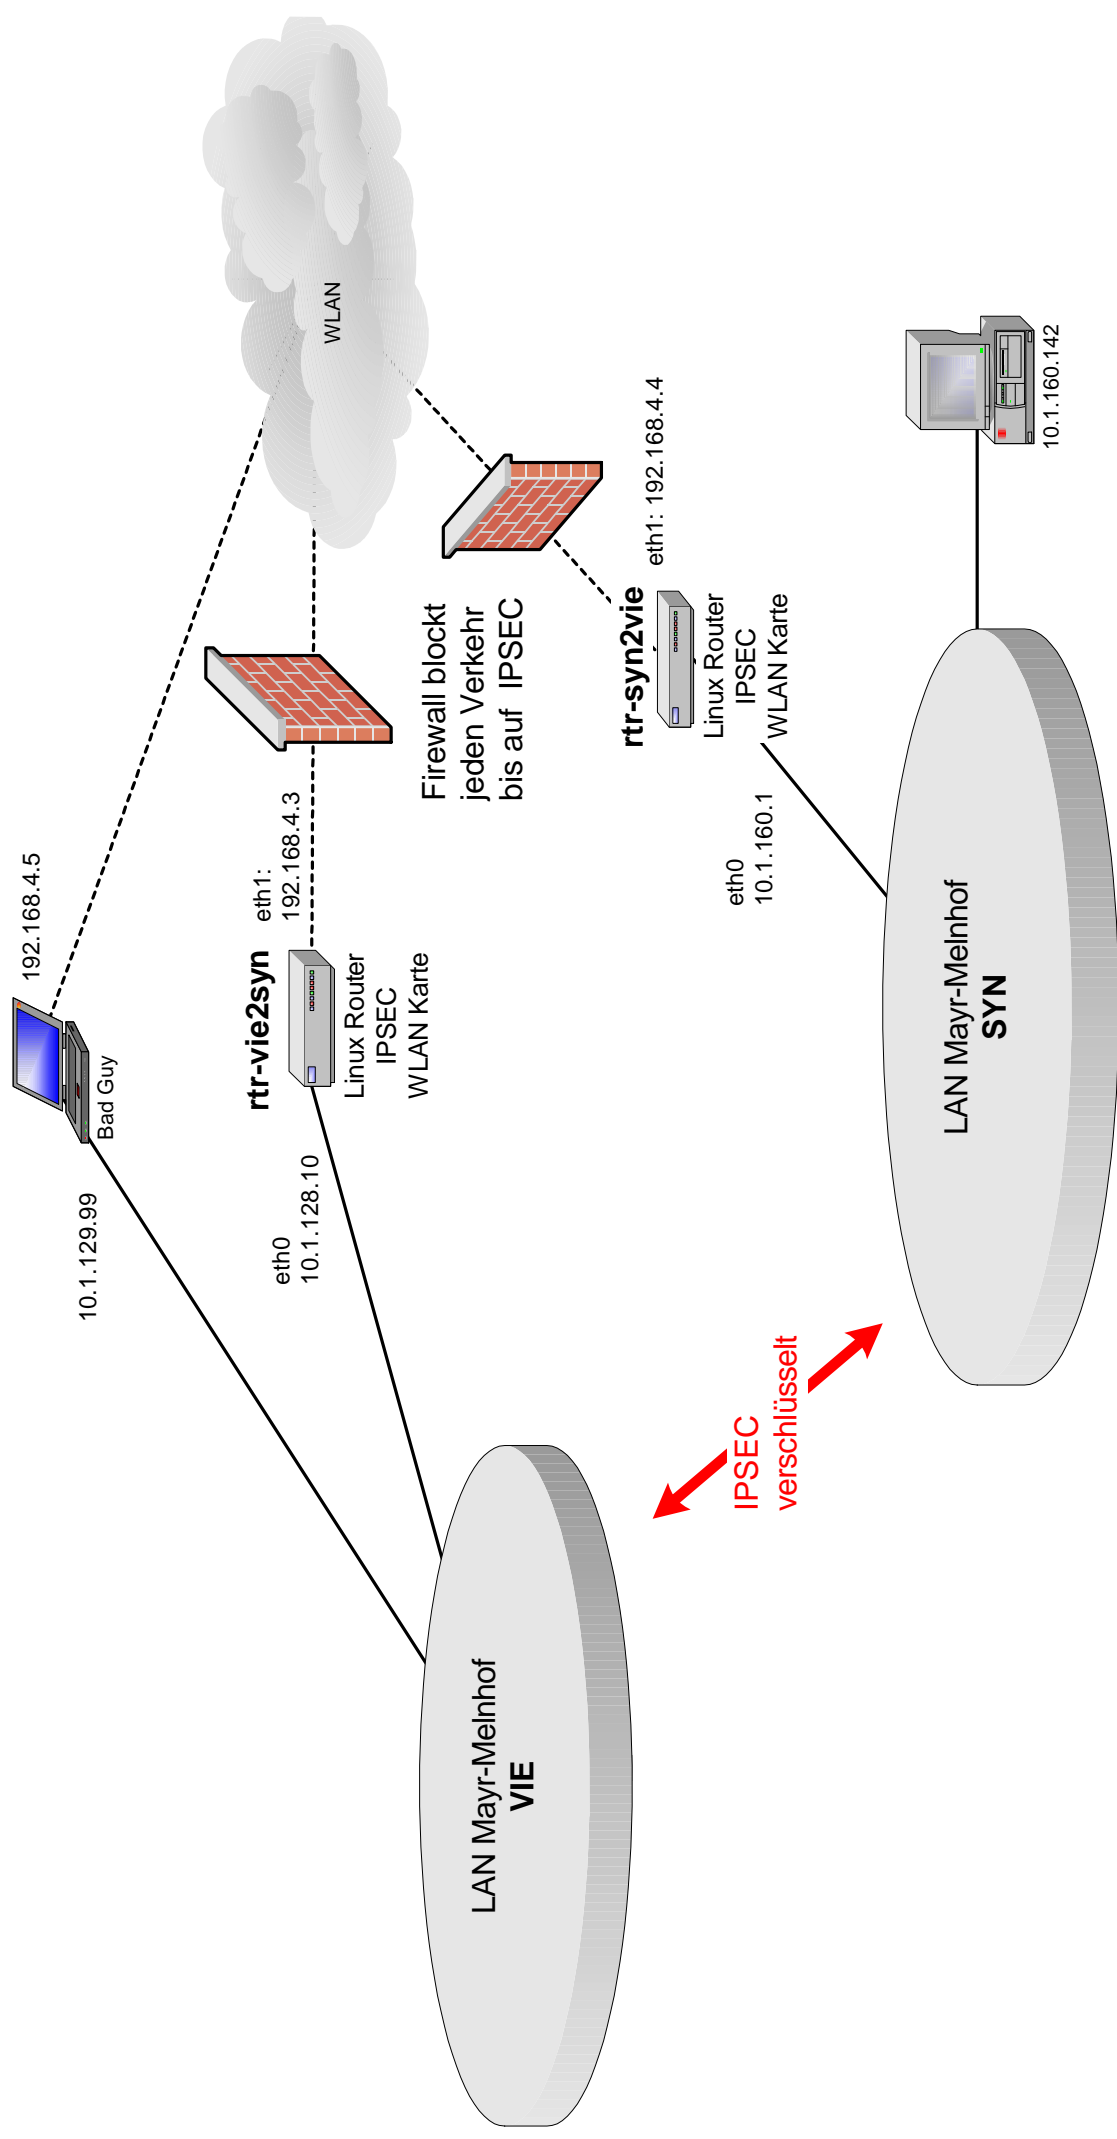 192.168.4.5
Bad Guy
10.1.129.99
WLAN
eth1:
192.168.4.3
rtr-vie2syn
Linux Router
IPSEC
WLAN Karte
eth0
10.1.128.10
Firewall blockt
jeden Verkehr
bis auf IPSEC
eth1: 192.168.4.4
rtr-syn2vie
Linux Router
IPSEC
WLAN Karte
eth0
10.1.160.1
LAN Mayr-Melnhof
VIE
IPSEC
verschlüsselt
LAN Mayr-Melnhof
SYN
10.1.160.142